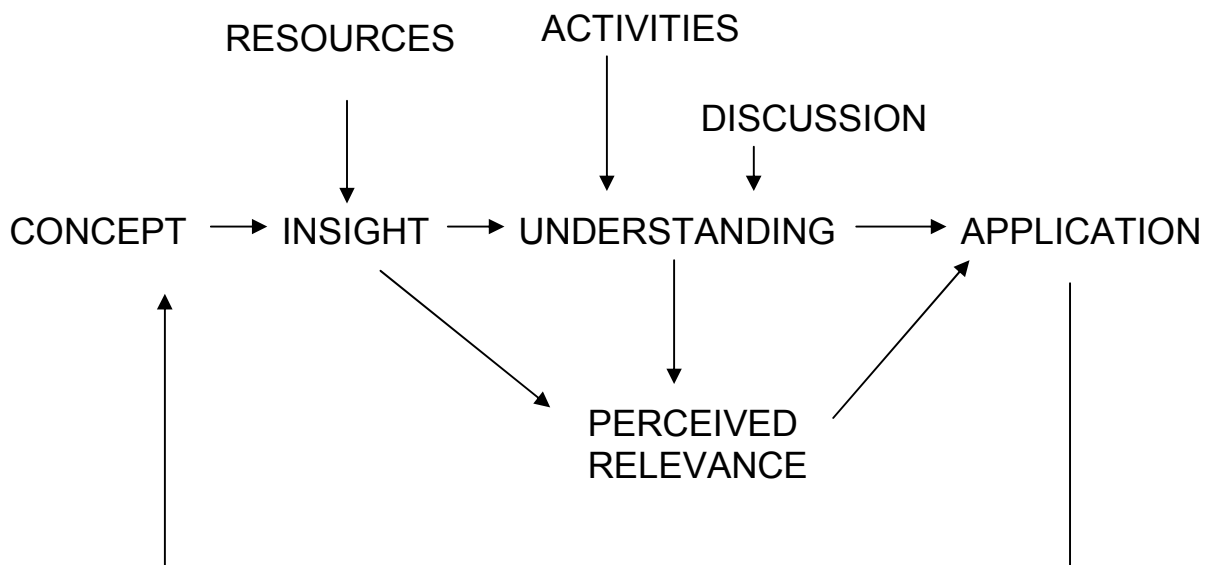 RESOURCES
ACTIVITIES
DISCUSSION
CONCEPT
INSIGHT
UNDERSTANDING
APPLICATION
PERCEIVED
RELEVANCE